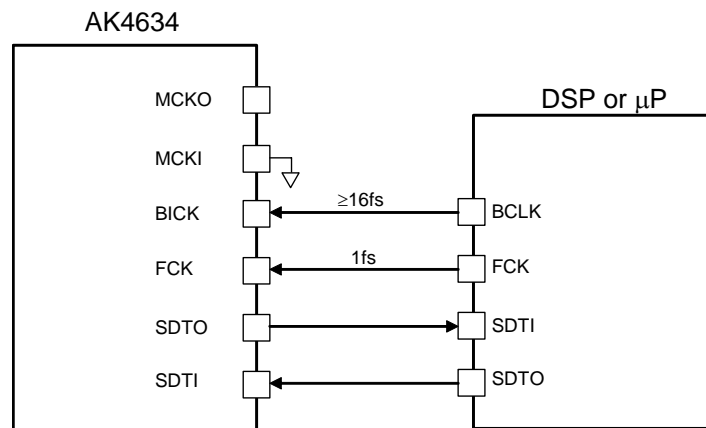 AK4634
DSP or μP
MCKO
MCKI
BICK
≥16fs
BCLK
FCK
1fs
FCK
SDTO
SDTI
SDTI
SDTO